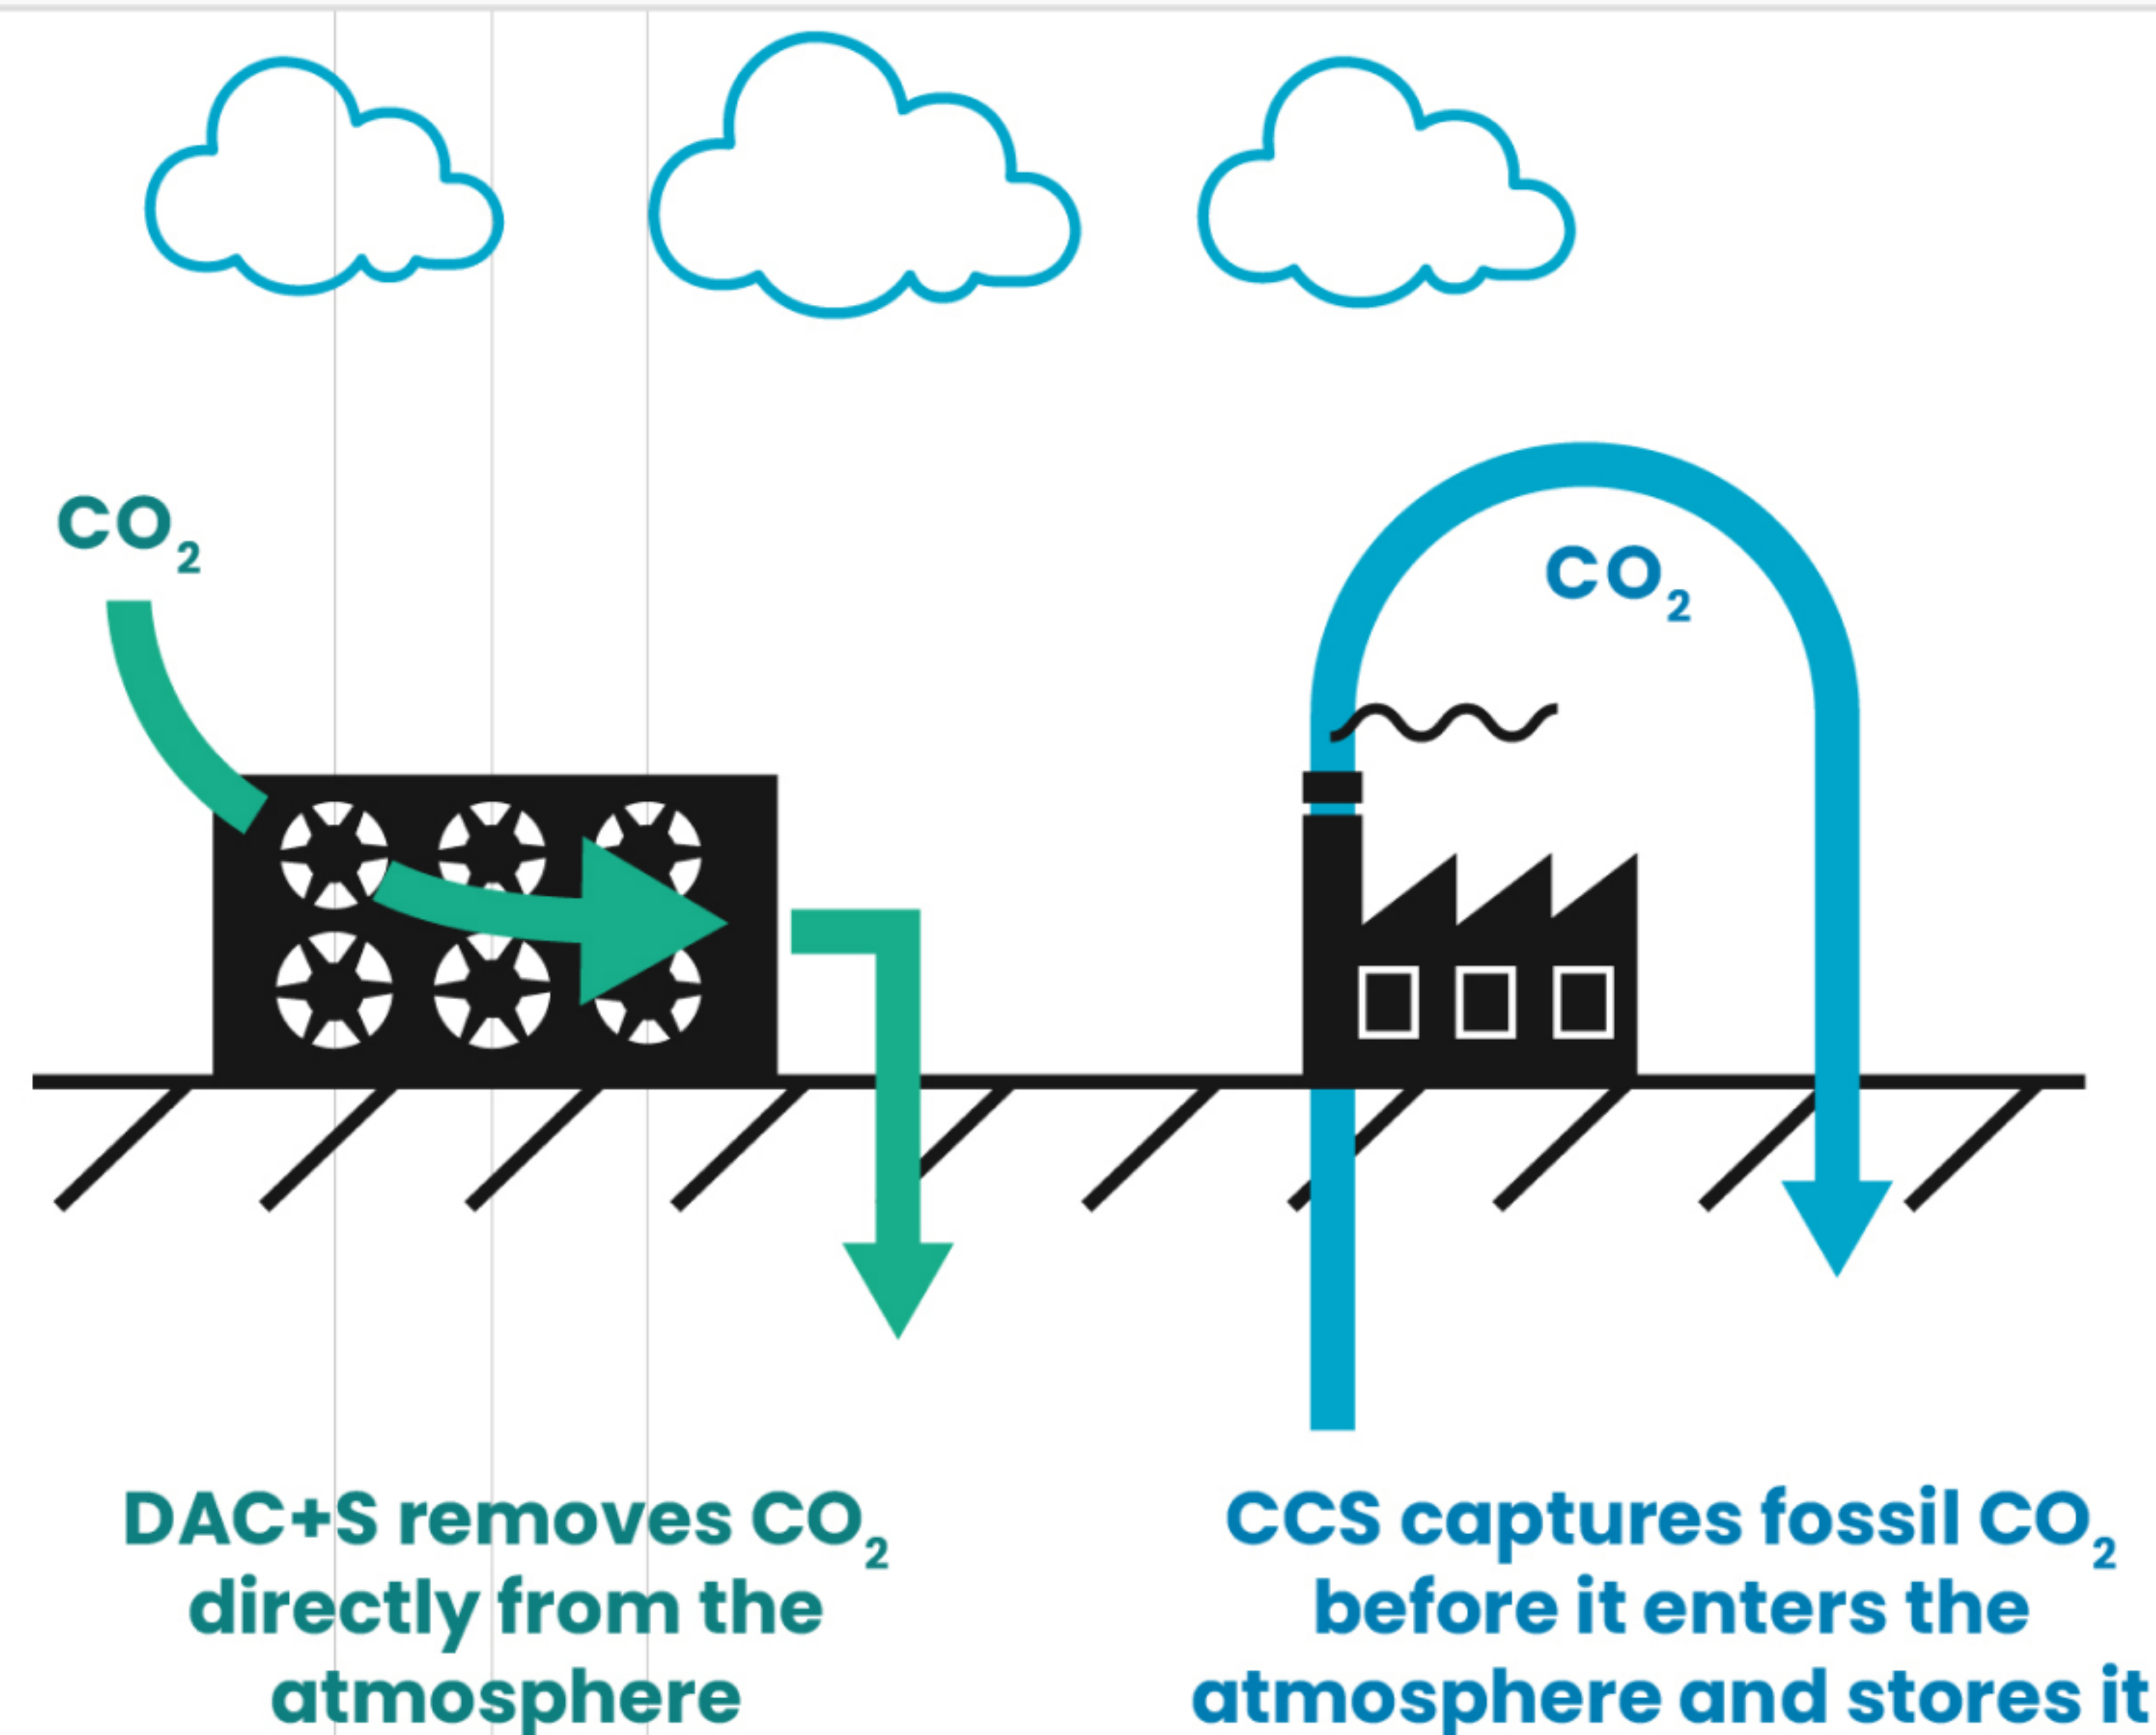 CO₂
CO₂
DAC+S removes CO₂
directly from the
atmosphere
CCS captures fossil CO₂
before it enters the
atmosphere and stores it